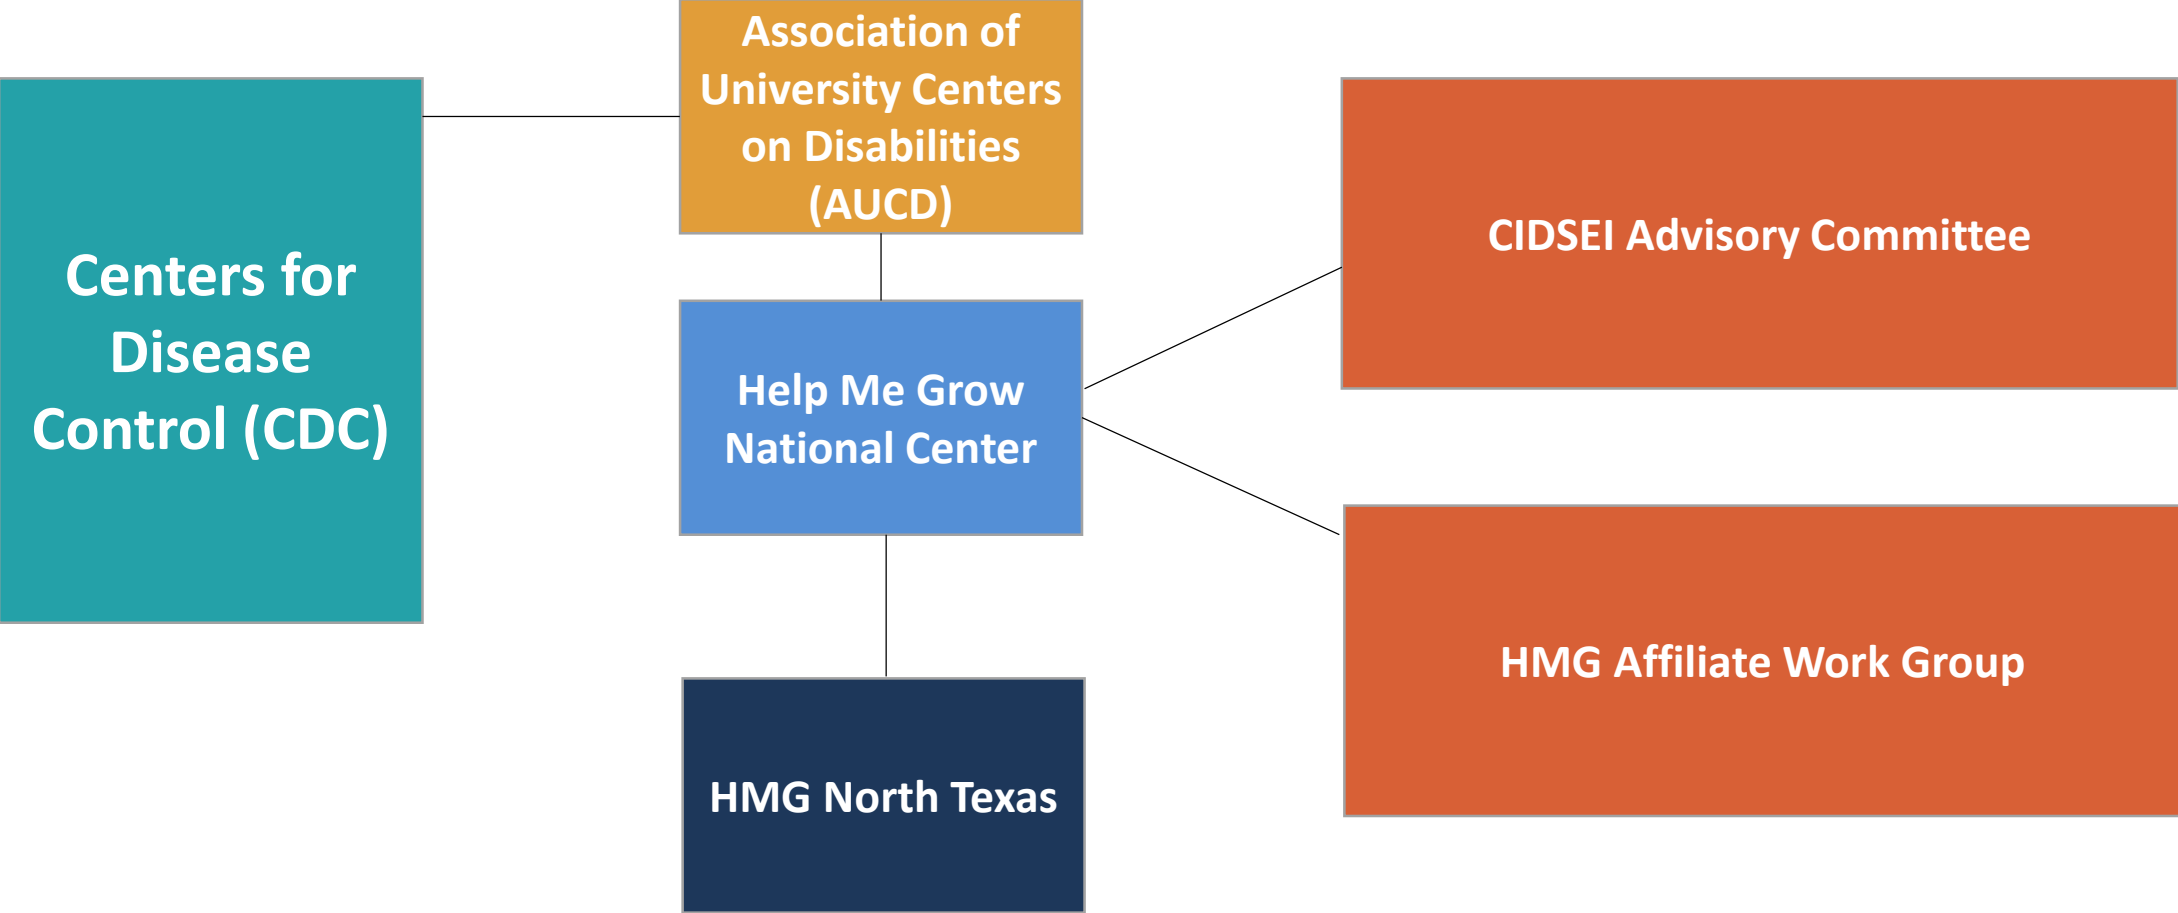 Centers for
Disease
Control (CDC)
Association of
University Centers
on Disabilities
(AUCD)
Help Me Grow
National Center
HMG North Texas
CIDSEI Advisory Committee
HMG Affiliate Work Group